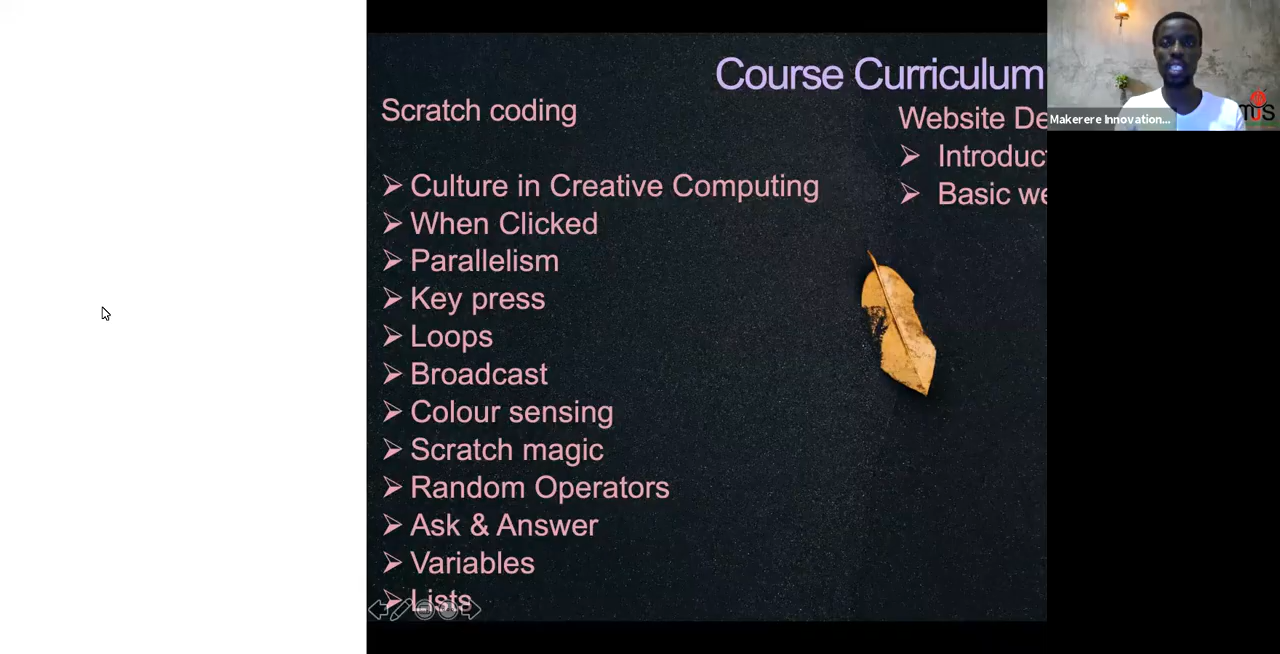 Course Curriculum
Scratch coding
Culture in Creative Computing
When Clicked
Parallelism
Key press
Loops
Broadcast
Colour sensing
Scratch magic
Random Operators
Ask & Answer
Variables
Lists
Website De
Introduc
Basic we
Makerere Innovation...